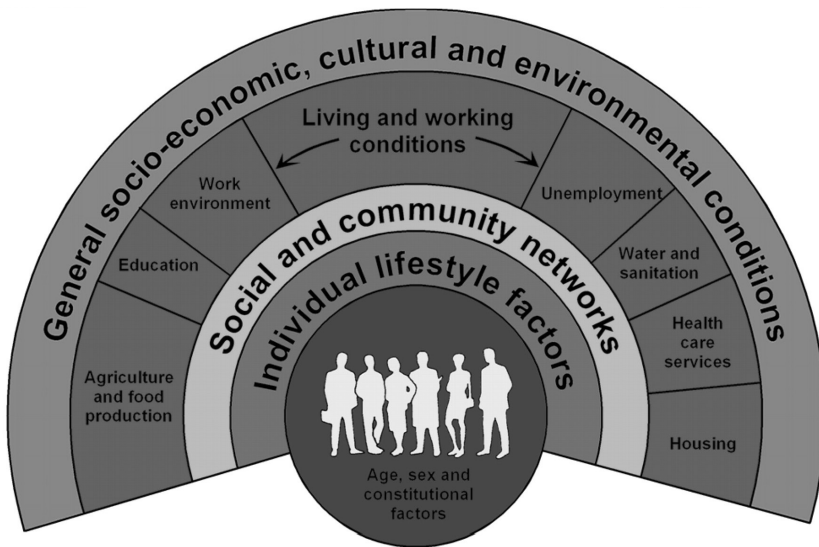 General socio-economic, cultural and environmental conditions
Living and working
conditions
Work
environment
Education
Agriculture
and food
production
Unemployment
Water and
sanitation
Health
care
services
Housing
Social and community networks
Individual lifestyle factors
Age, sex and
constitutional
factors